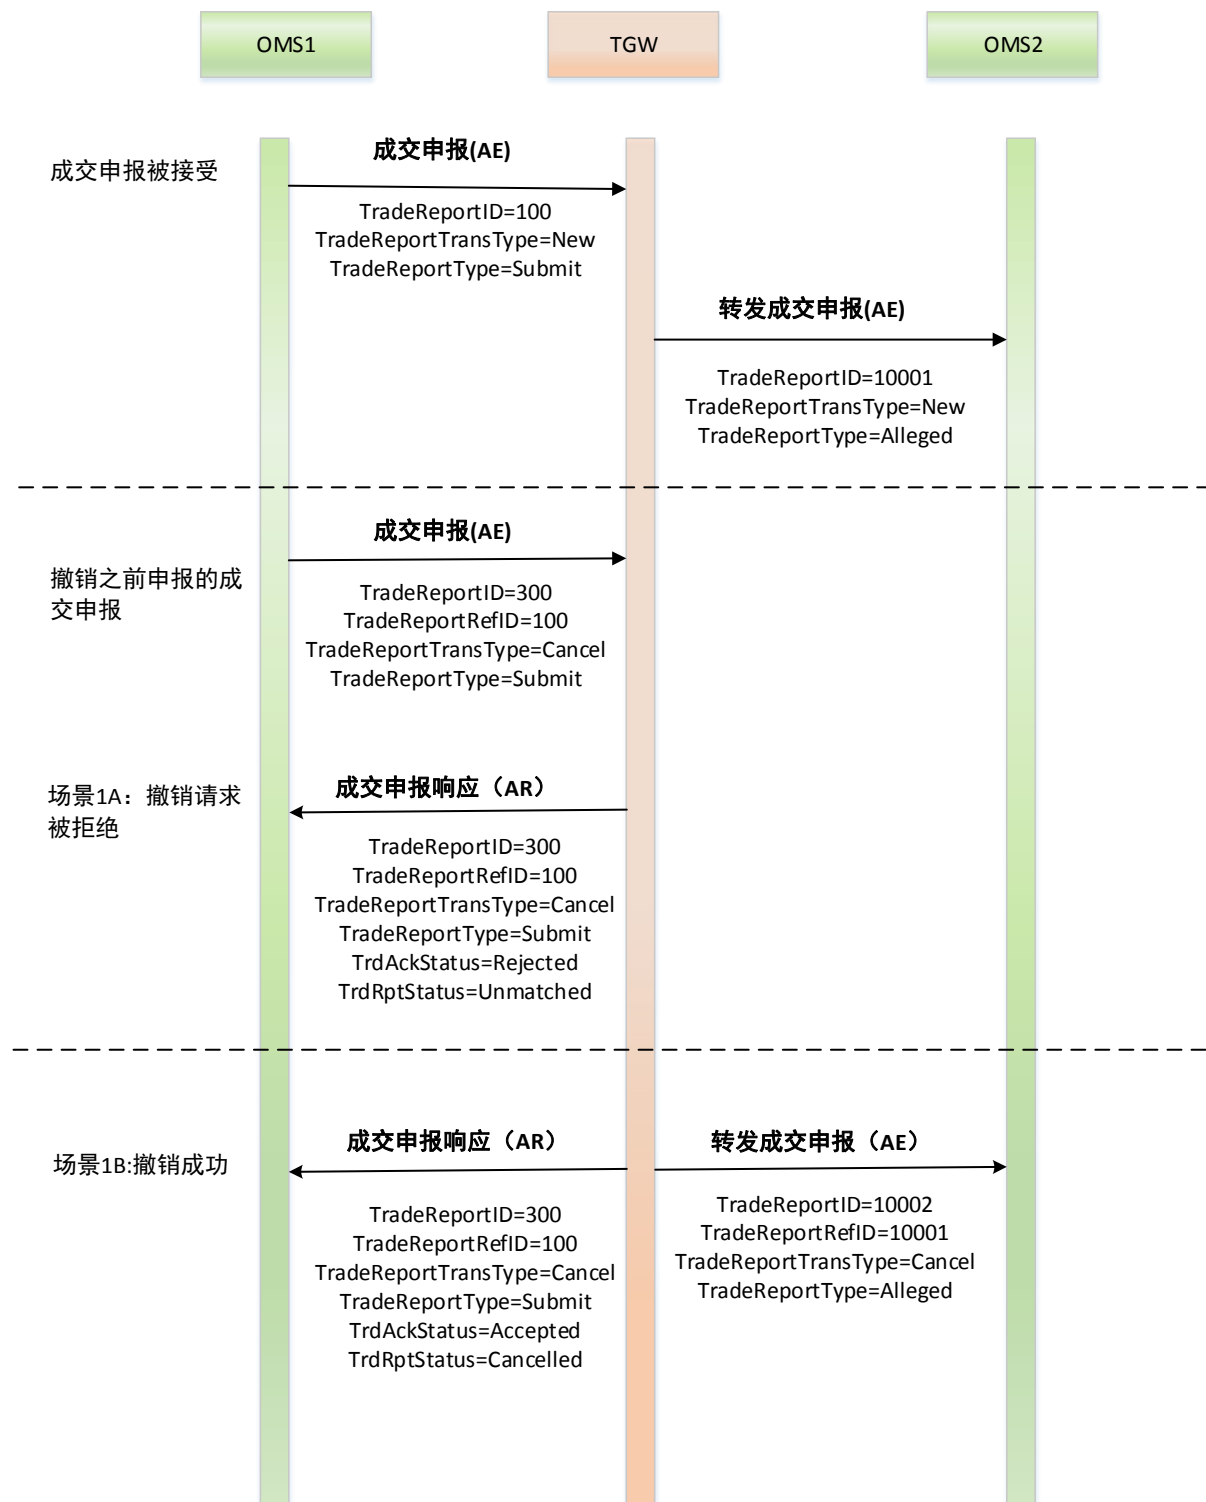 OMS1
TGW
OMS2
成交申报被接受
成交申报(AE)
TradeReportID=100
TradeReportTransType=New
TradeReportType=Submit
转发成交申报(AE)
TradeReportID=10001
TradeReportTransType=New
TradeReportType=Alleged
撤销之前申报的成
交申报
成交申报(AE)
TradeReportID=300
TradeReportRefID=100
TradeReportTransType=Cancel
TradeReportType=Submit
场景1A：撤销请求
被拒绝
成交申报响应（AR）
TradeReportID=300
TradeReportRefID=100
TradeReportTransType=Cancel
TradeReportType=Submit
TrdAckStatus=Rejected
TrdRptStatus=Unmatched
场景1B:撤销成功
成交申报响应（AR）
TradeReportID=300
TradeReportRefID=100
TradeReportTransType=Cancel
TradeReportType=Submit
TrdAckStatus=Accepted
TrdRptStatus=Cancelled
转发成交申报（AE）
TradeReportID=10002
TradeReportRefID=10001
TradeReportTransType=Cancel
TradeReportType=Alleged